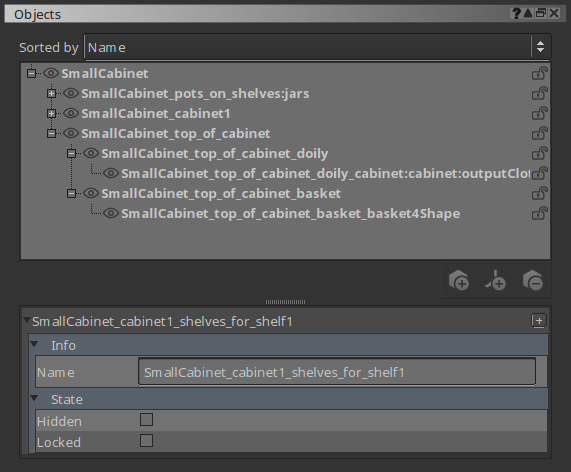 Objects
Sorted by Name
SmallCabinet
SmallCabinet_pots_on_shelves:jars
SmallCabinet_cabinet1
SmallCabinet_top_of_cabinet
SmallCabinet_top_of_cabinet_doily
SmallCabinet_top_of_cabinet_doily_cabinet:cabinet:outputClot
SmallCabinet_top_of_cabinet_basket
SmallCabinet_top_of_cabinet_basket_basket4Shape
SmallCabinet_cabinet1_shelves_for_shelf1
Info
Name SmallCabinet_cabinet1_shelves_for_shelf1
State
Hidden
Locked